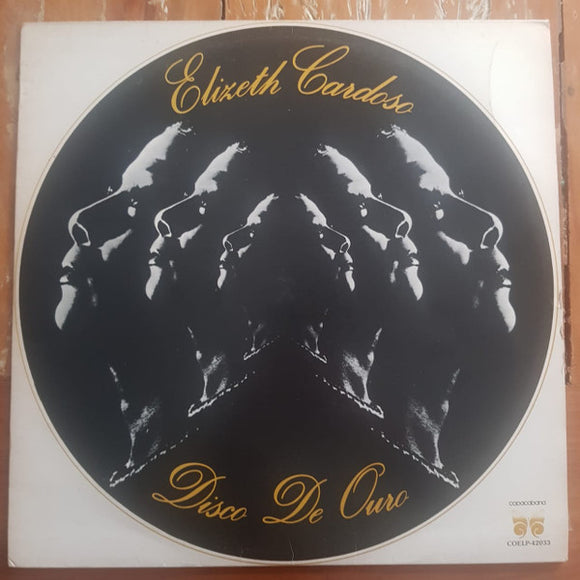 Elizeth Cardoso
Disco De Ouro
copacabana
COELP-42033